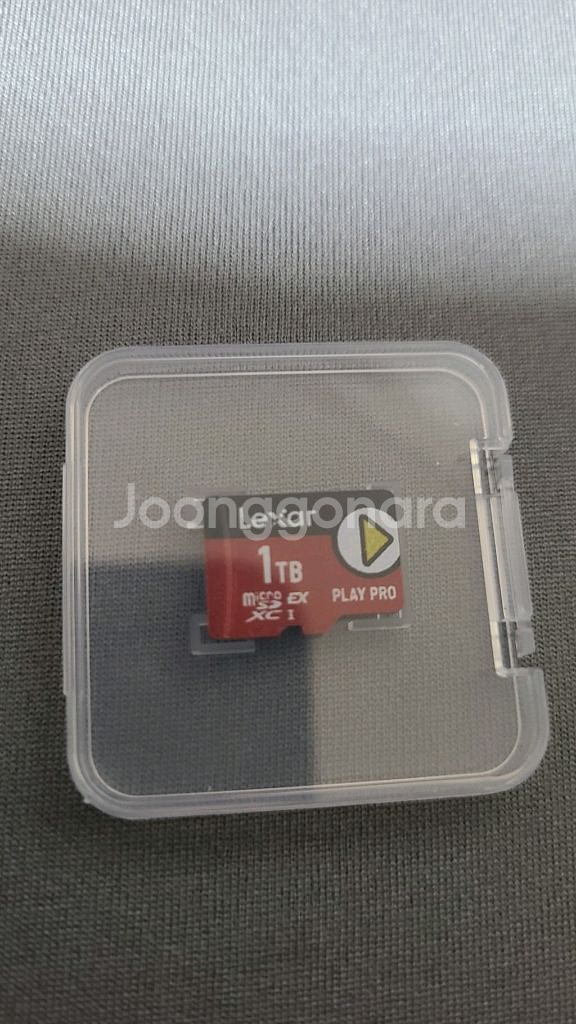 Joonggonara
Lexar
1TB
micro SD EX
XC I
PLAY PRO